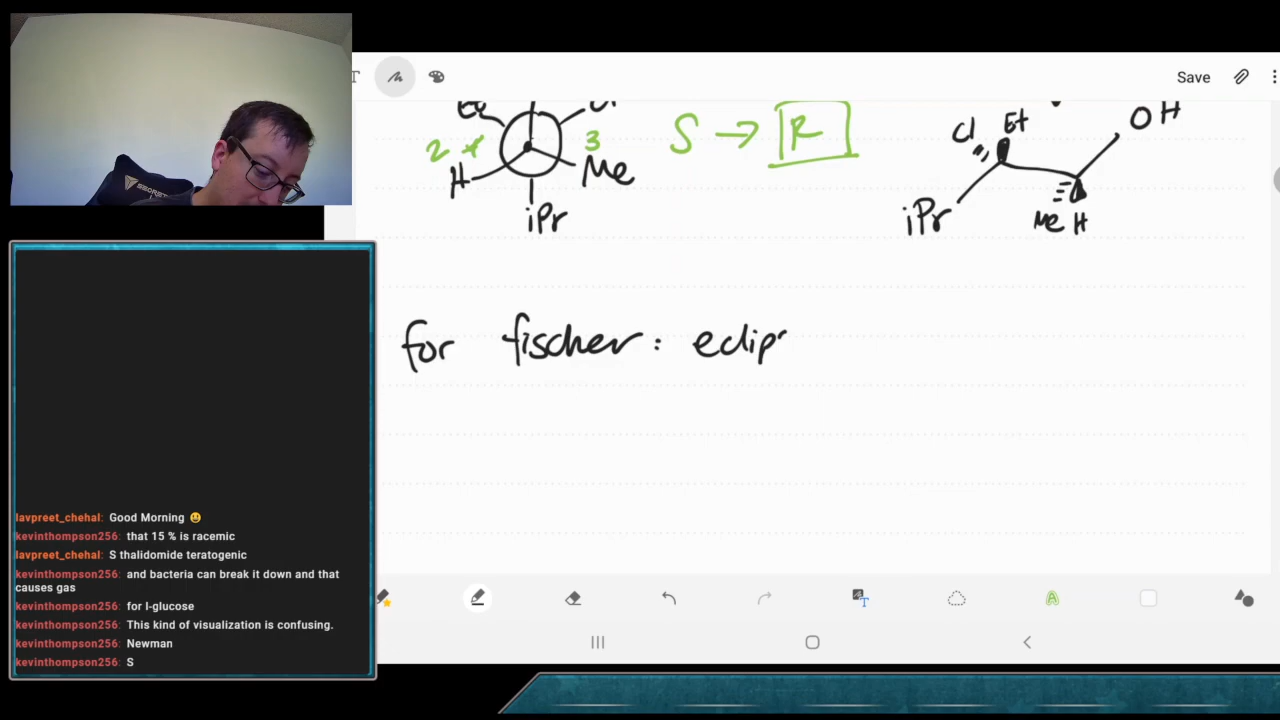 T
Save
Et
Cl
S → R
OH
Cl Et
2 * 3
H Me
iPr
iPr
Me H
for fischer: eclip
SECRET
lavpreet_chehal: Good Morning 😃
kevinthompson256: that 15 % is racemic
lavpreet_chehal: S thalidomide teratogenic
kevinthompson256: and bacteria can break it down and that
causes gas
kevinthompson256: for l-glucose
kevinthompson256: This kind of visualization is confusing.
kevinthompson256: Newman
kevinthompson256: S
A
T